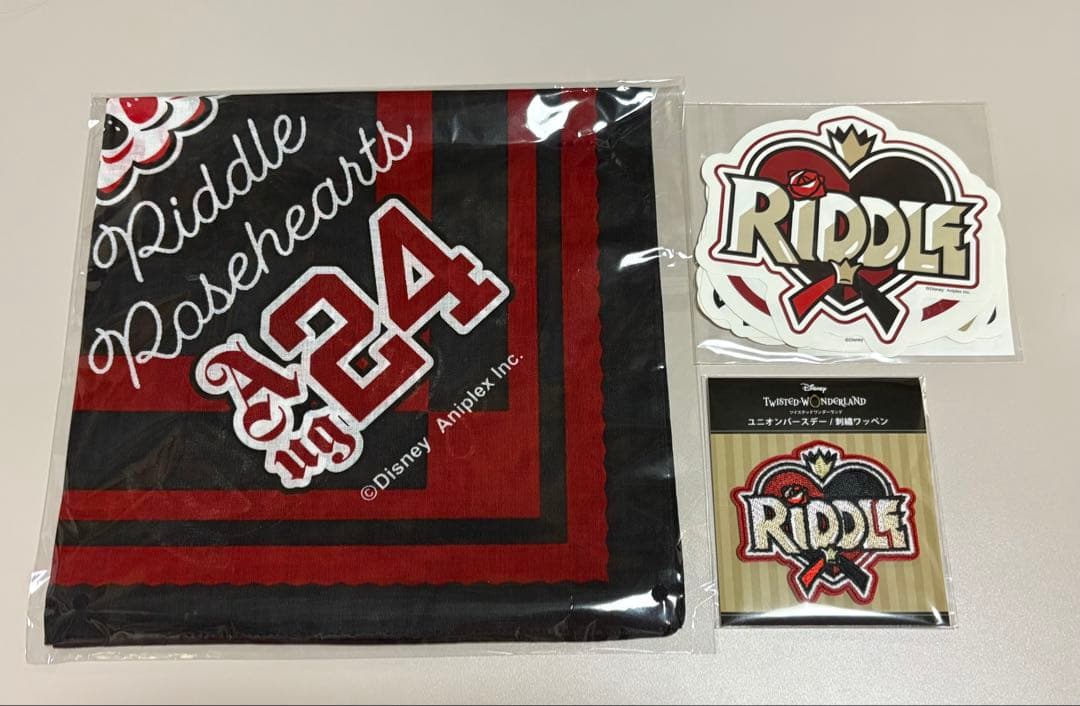 Riddle
Rosehearts
Aug 24
©Disney Aniplex Inc.
RIDDLE
©Disney Aniplex Inc.
©Disney
Disney
TWISTED-WONDERLAND
ツイステッドワンダーランド
ユニオンバースデー / 刺繍ワッペン
RIDDLE